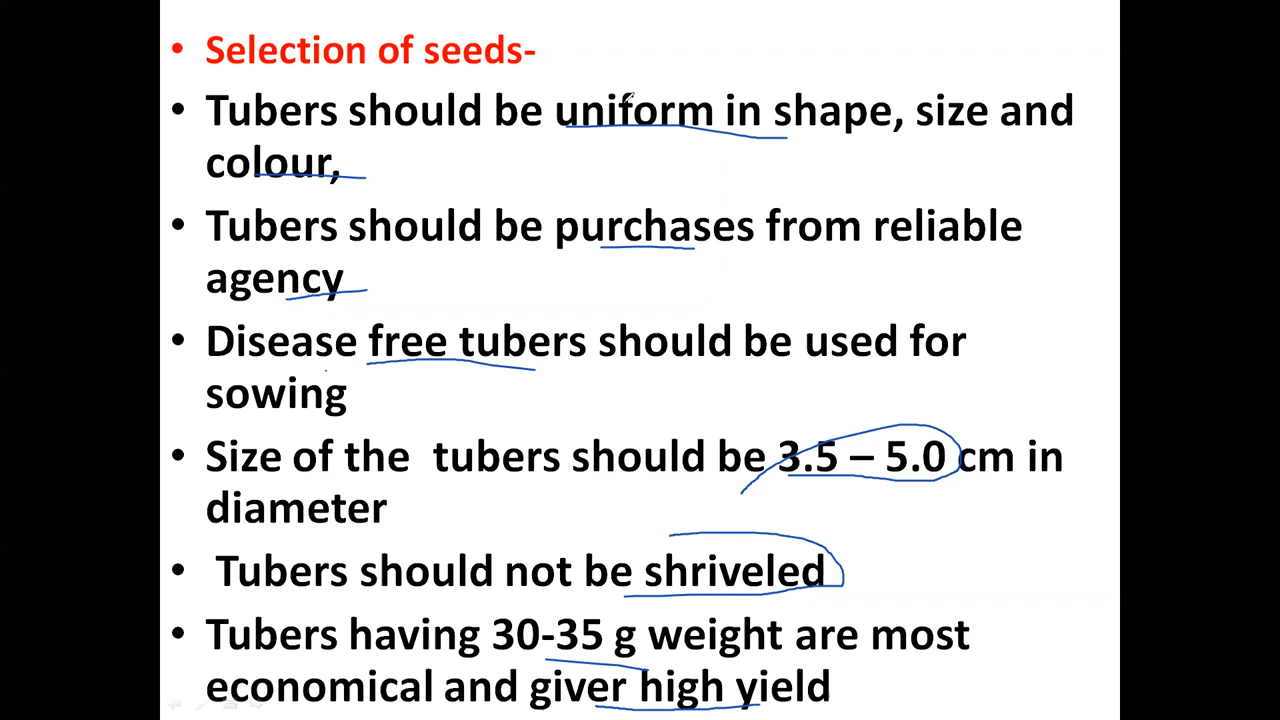 • Selection of seeds-
• Tubers should be uniform in shape, size and
colour,
• Tubers should be purchases from reliable
agency
• Disease free tubers should be used for
sowing
• Size of the tubers should be 3.5 – 5.0 cm in
diameter
• Tubers should not be shriveled
• Tubers having 30-35 g weight are most
economical and giver high yield